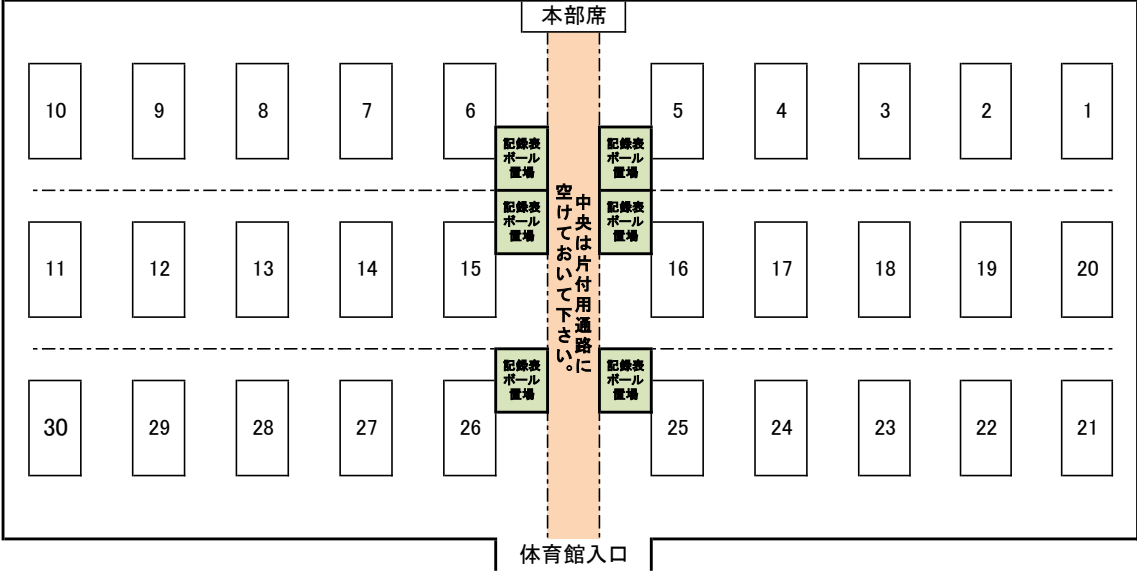 本部席
10
9
8
7
6
5
4
3
2
1
記録表
ボール
置場
記録表
ボール
置場
記録表
ボール
置場
記録表
ボール
置場
中央は片付用通路に
空けておいて下さい。
11
12
13
14
15
16
17
18
19
20
記録表
ボール
置場
記録表
ボール
置場
30
29
28
27
26
25
24
23
22
21
体育館入口